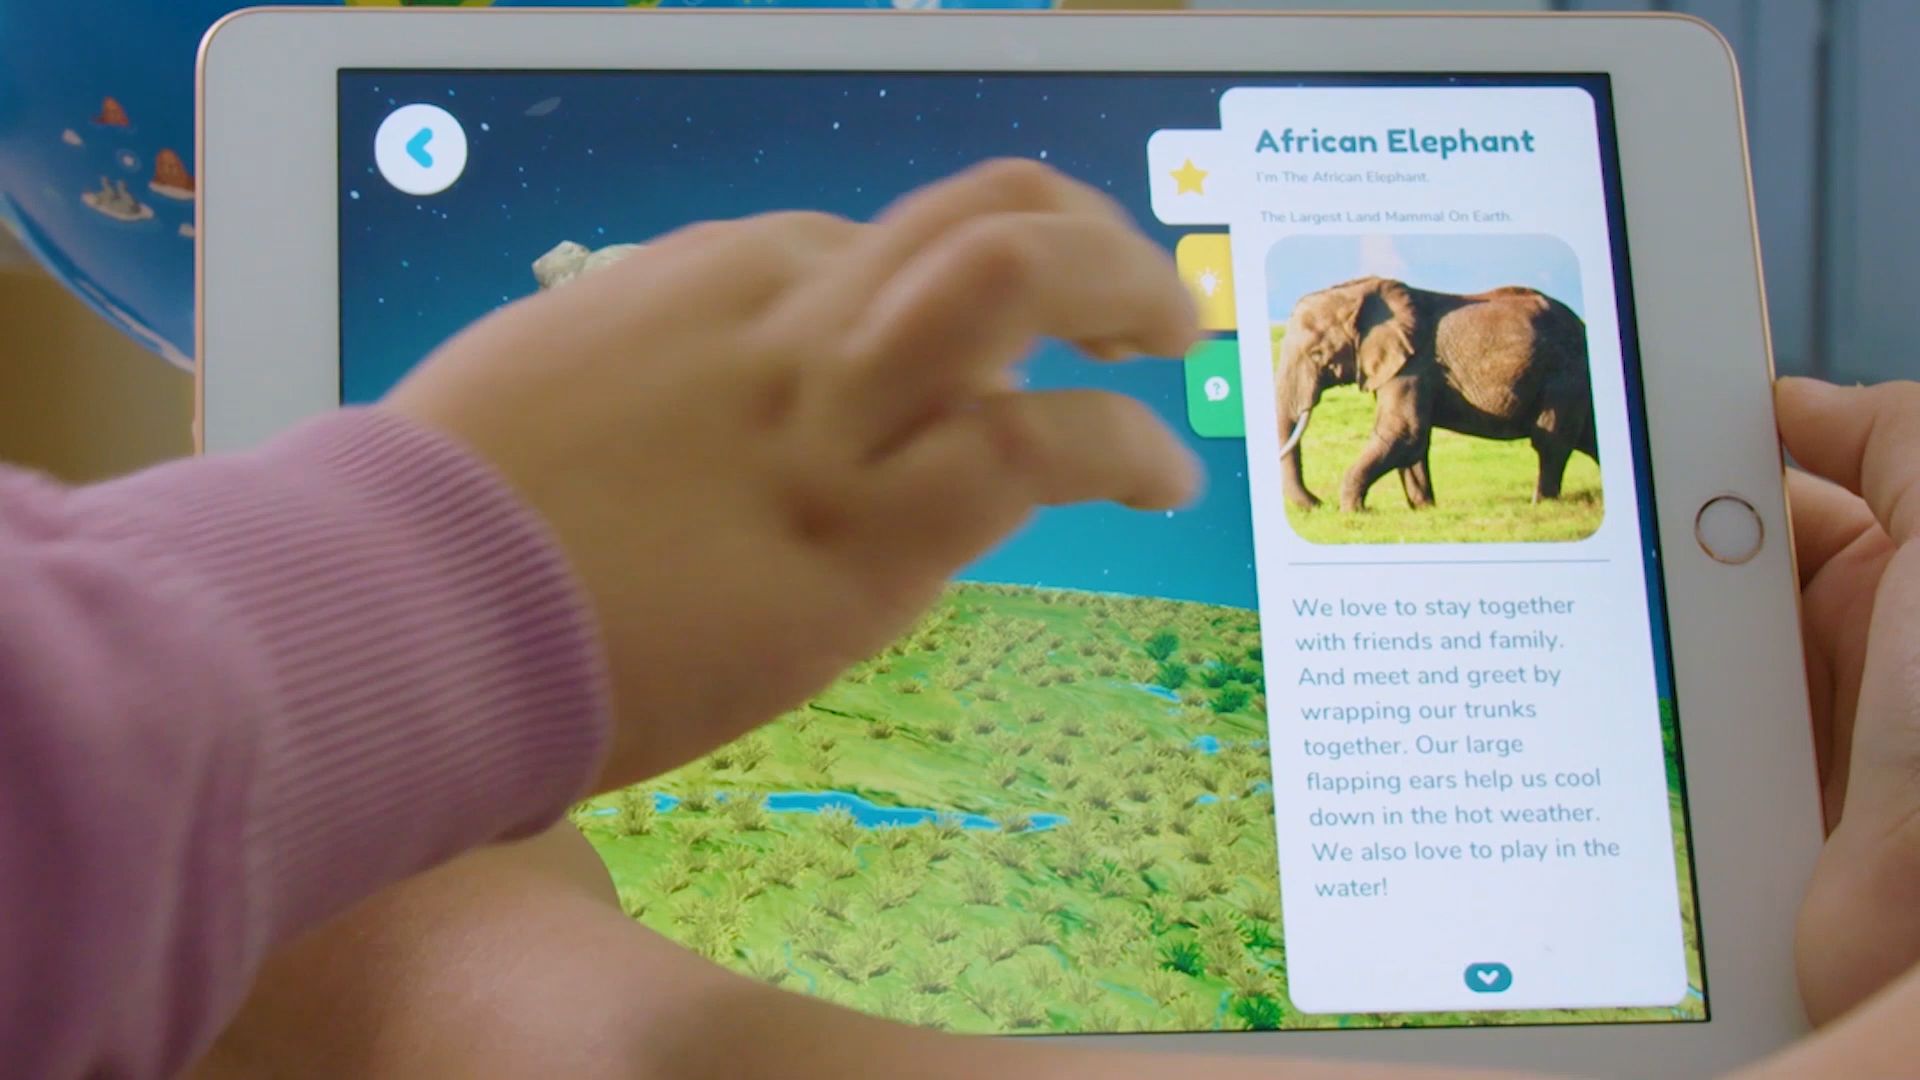 African Elephant
I'm The African Elephant.
The Largest Land Mammal On Earth.
We love to stay together
with friends and family.
And meet and greet by
wrapping our trunks
together. Our large
flapping ears help us cool
down in the hot weather.
We also love to play in the
water!